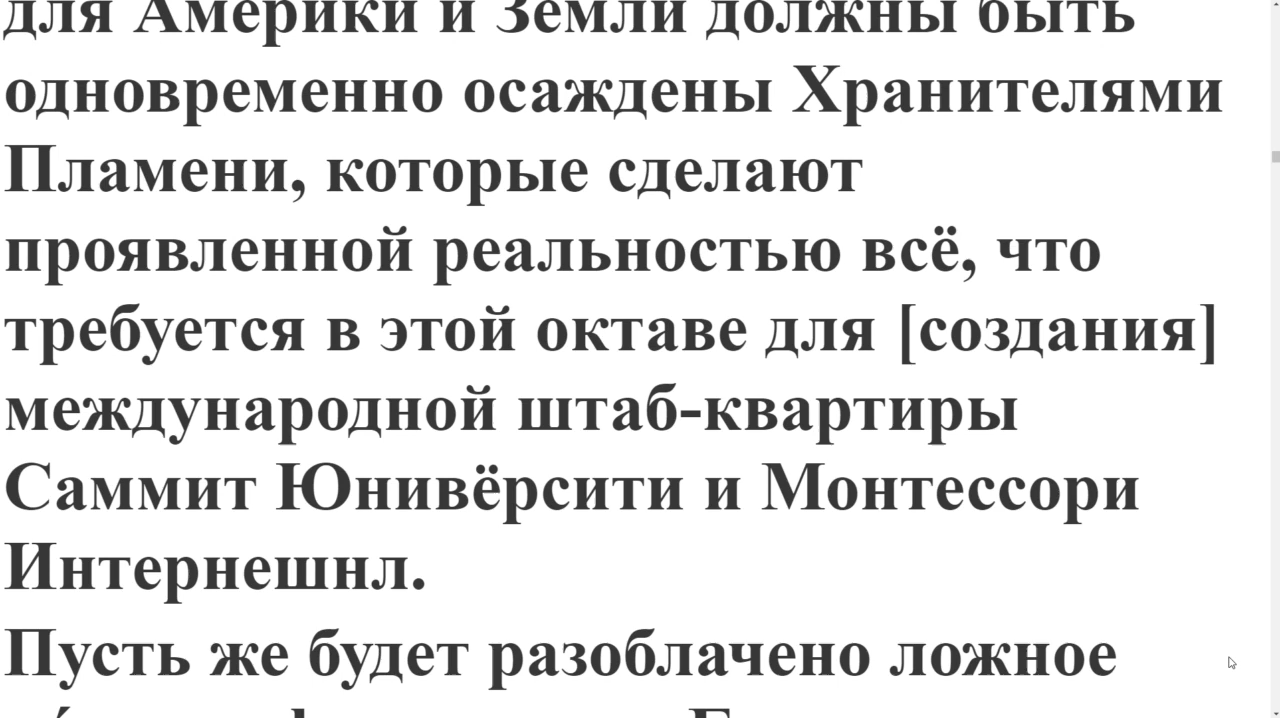 для Америки и Земли должны быть
одновременно осаждены Хранителями
Пламени, которые сделают
проявленной реальностью всё, что
требуется в этой октаве для [создания]
международной штаб-квартиры
Саммит Юнивёрсити и Монтессори
Интернешнл.
Пусть же будет разоблачено ложное